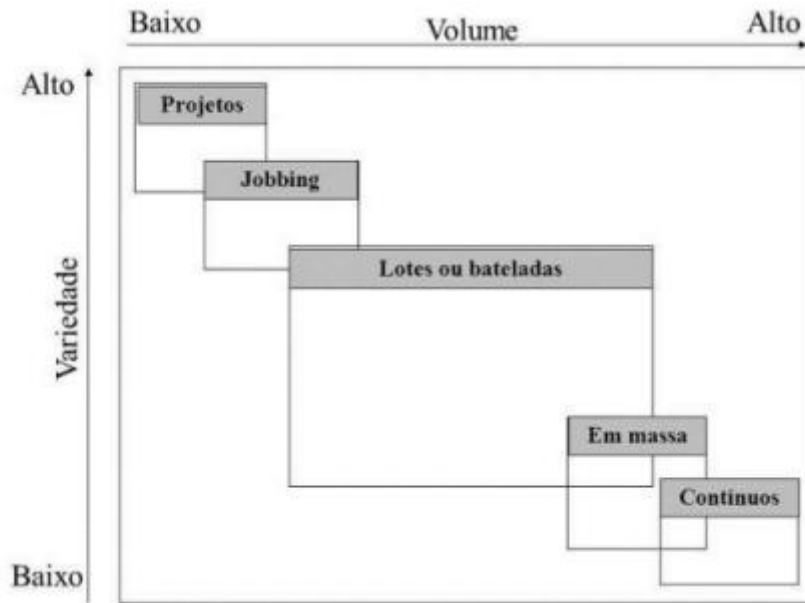 Baixo Volume Alto
Alto
Projetos
Jobbing
Lotes ou bateladas
Variedade
Em massa
Contínuos
Baixo